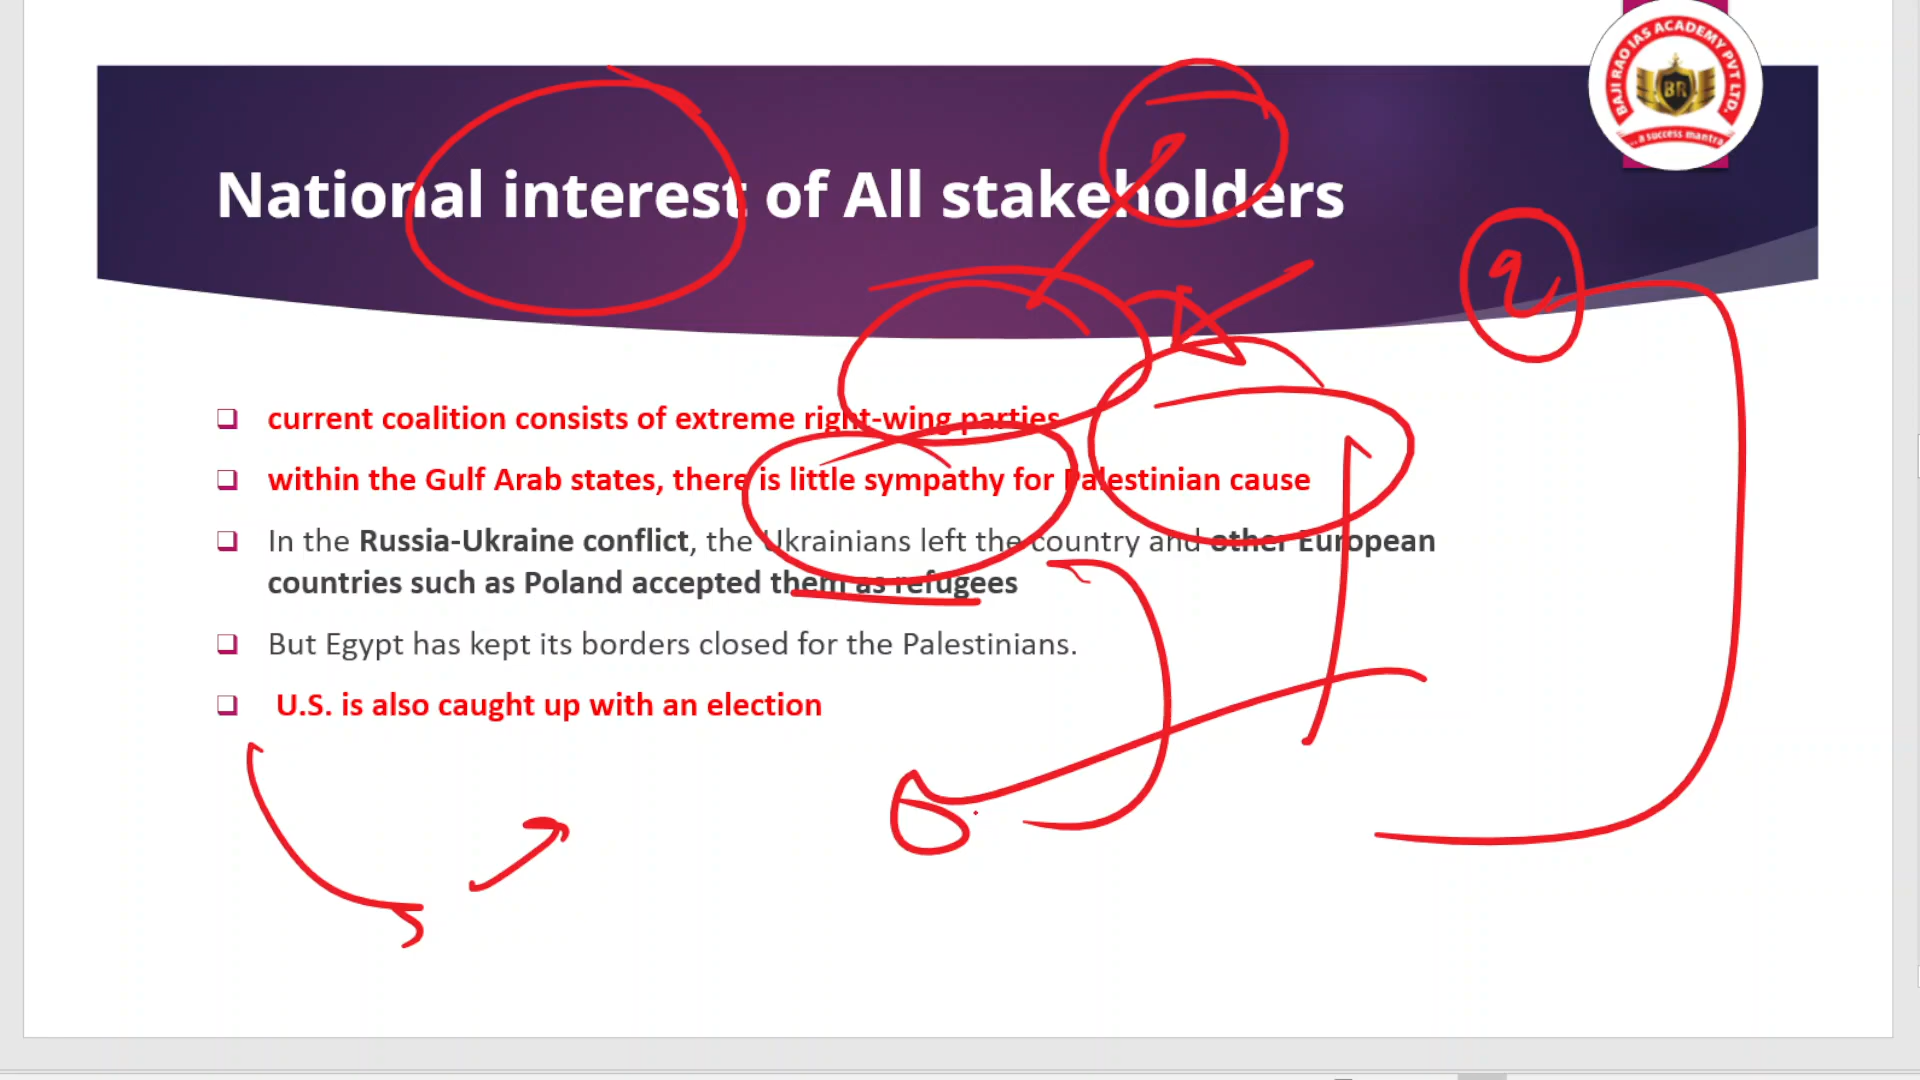 BAJI RAO IAS ACADEMY PVT LTD.
BR
...a success mantra
National interest of All stakeholders
current coalition consists of extreme right-wing parties
within the Gulf Arab states, there is little sympathy for Palestinian cause
In the Russia-Ukraine conflict, the Ukrainians left the country and other European
countries such as Poland accepted them as refugees
But Egypt has kept its borders closed for the Palestinians.
U.S. is also caught up with an election